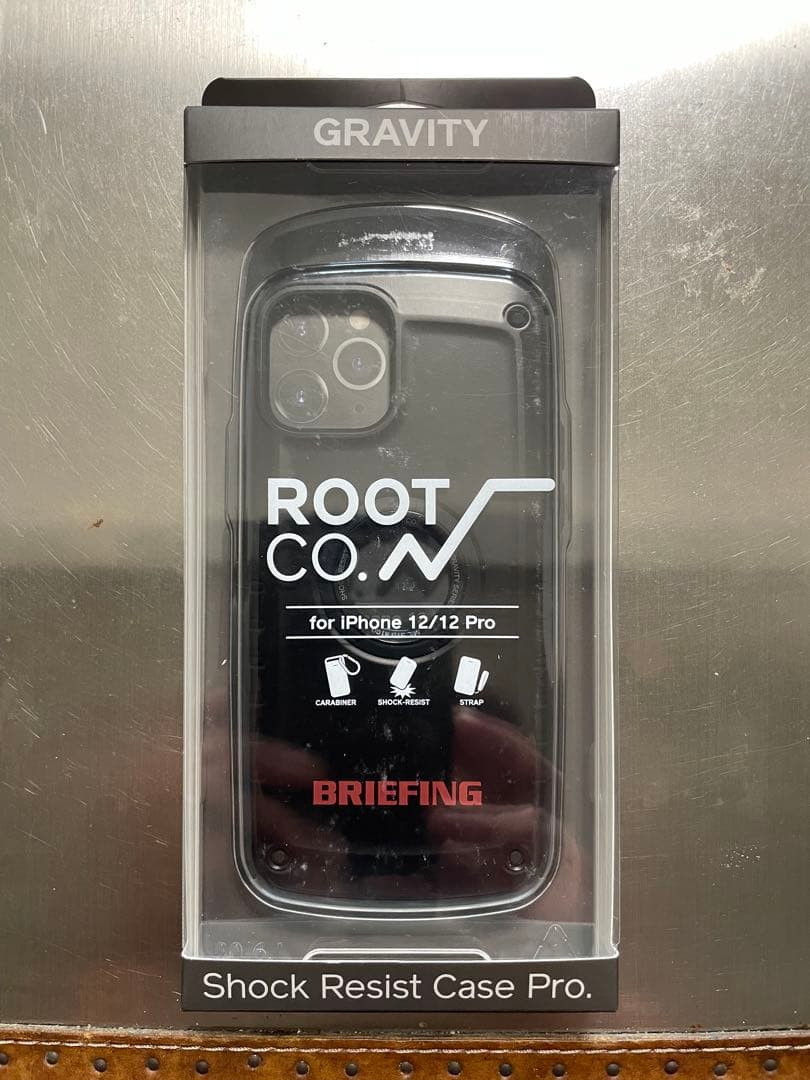 GRAVITY
ROOT
CO.
for iPhone 12/12 Pro
CARABINER SHOCK-RESIST STRAP
BRIEFING
Shock Resist Case Pro.